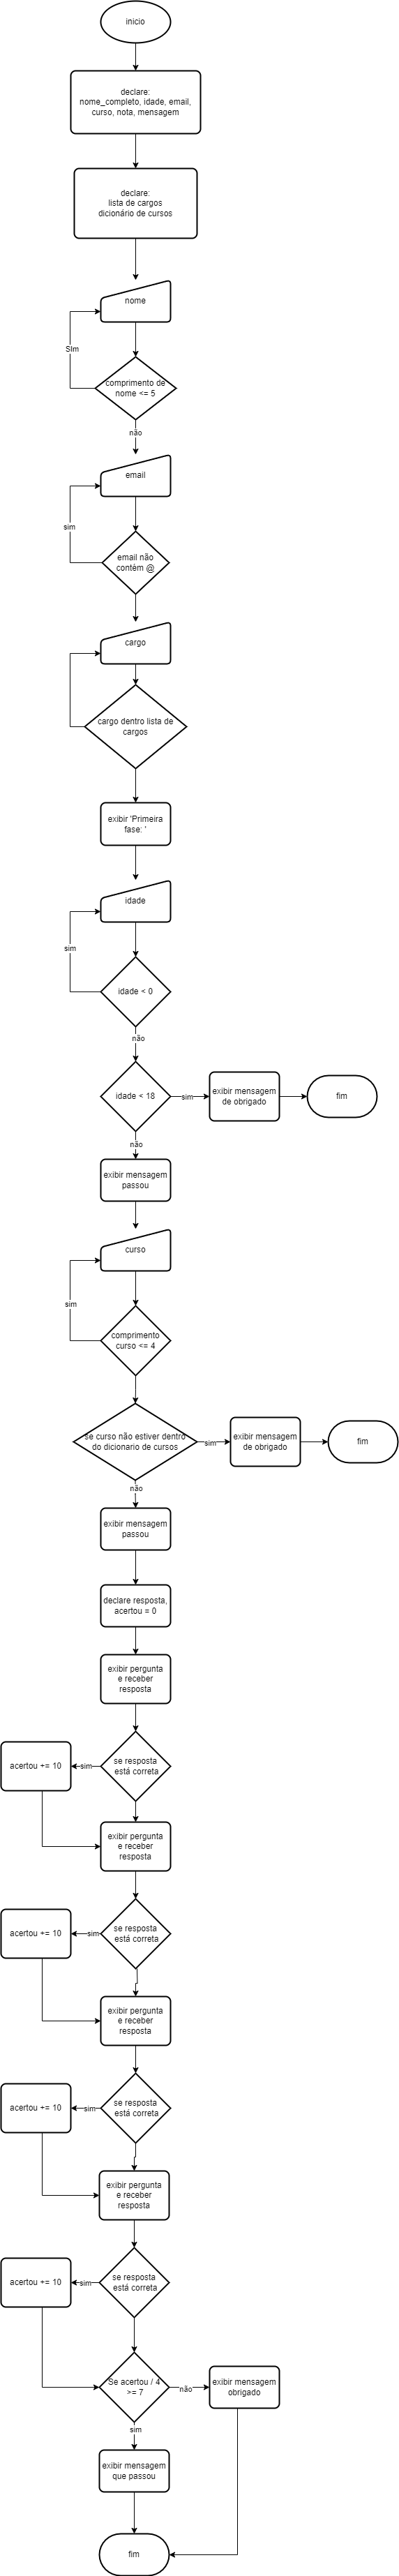 inicio
declare:
nome_completo, idade, email,
curso, nota, mensagem
declare:
lista de cargos
dicionário de cursos
nome
SIm
comprimento de
nome <= 5
não
email
sim
email não
contém @
cargo
cargo dentro lista de
cargos
exibir 'Primeira
fase: '
idade
sim
idade < 0
não
idade < 18
sim
exibir mensagem
de obrigado
fim
não
exibir mensagem
passou
curso
sim
comprimento
curso <= 4
se curso não estiver dentro
do dicionario de cursos
sim
exibir mensagem
de obrigado
fim
não
exibir mensagem
passou
declare resposta,
acertou = 0
exibir pergunta
e receber
resposta
se resposta
está correta
sim
acertou += 10
exibir pergunta
e receber
resposta
se resposta
está correta
sim
acertou += 10
exibir pergunta
e receber
resposta
se resposta
está correta
sim
acertou += 10
exibir pergunta
e receber
resposta
se resposta
está correta
sim
acertou += 10
Se acertou / 4
>= 7
não
exibir mensagem
obrigado
sim
exibir mensagem
que passou
fim